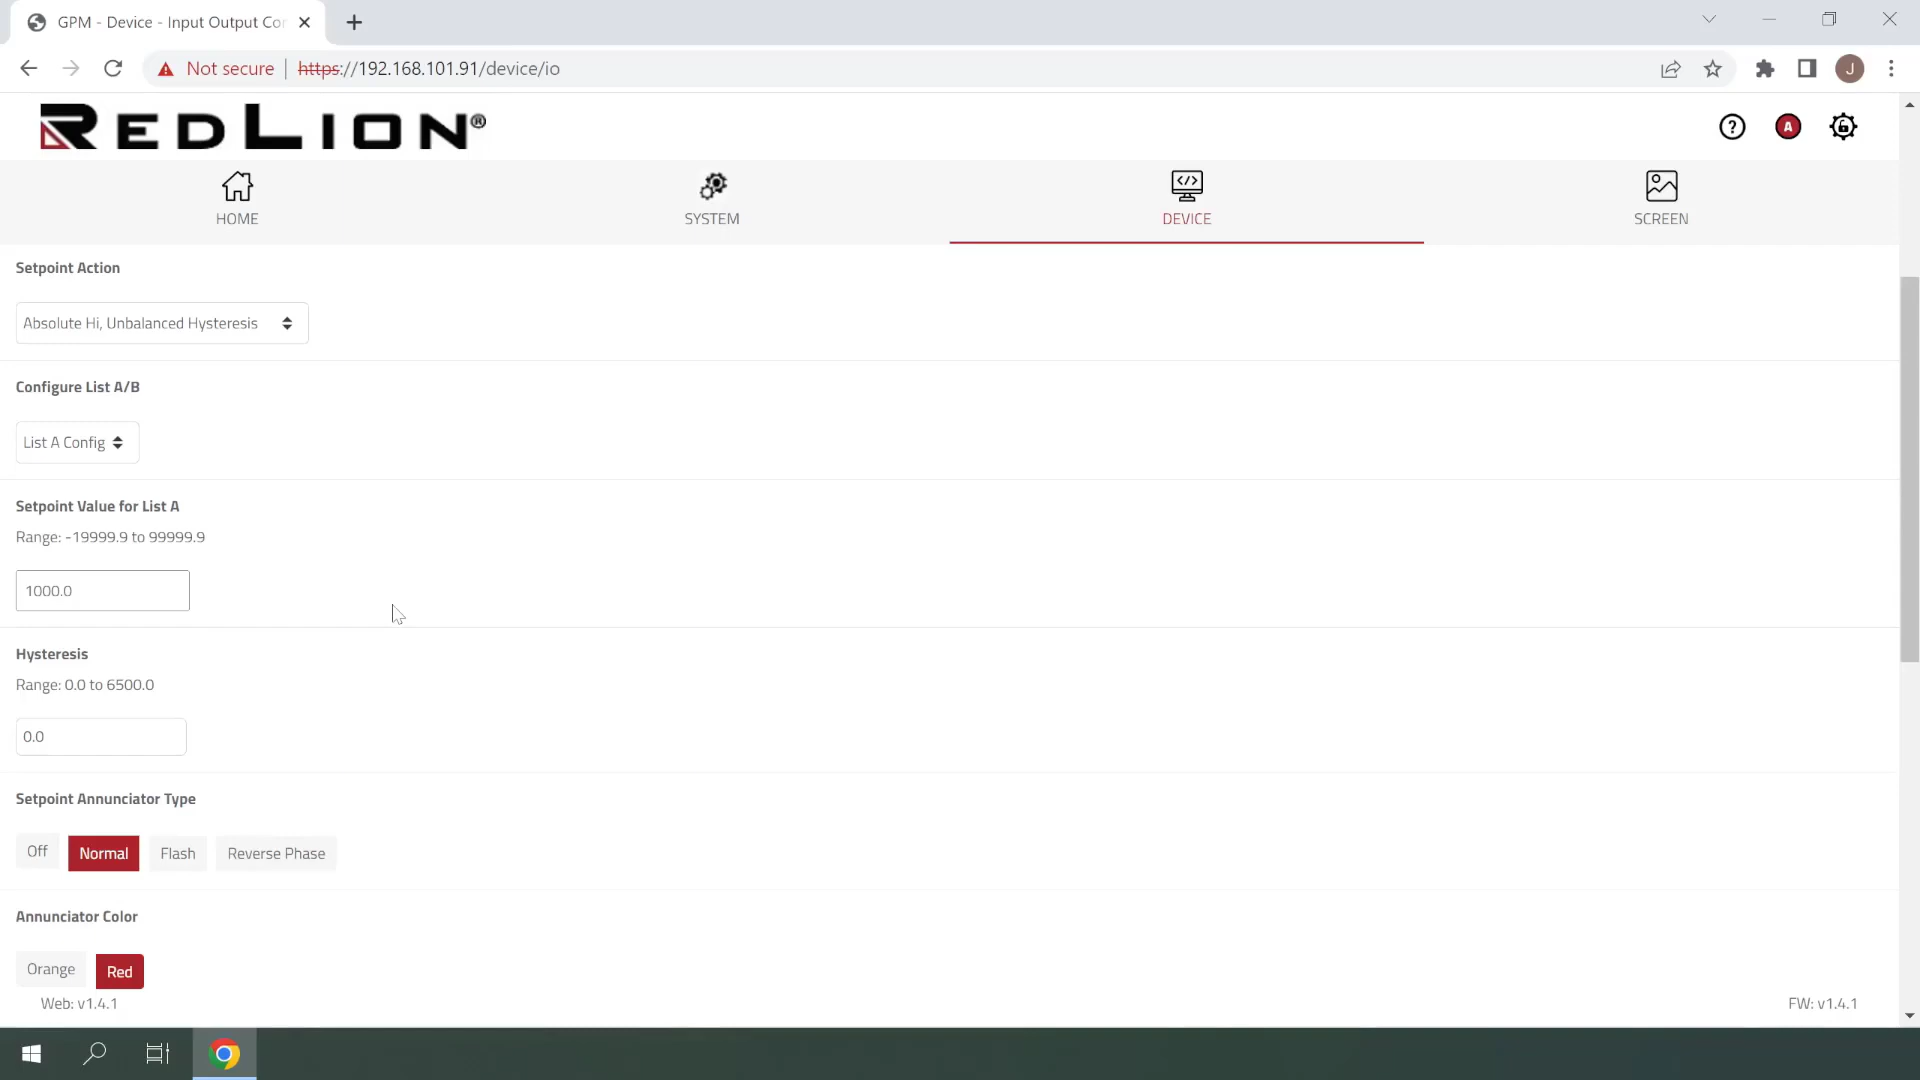 GPM - Device - Input Output Co
Not secure | https://192.168.101.91/device/io
J
REDLION®
? A
HOME SYSTEM DEVICE SCREEN
Setpoint Action
Absolute Hi, Unbalanced Hysteresis
Configure List A/B
List A Config
Setpoint Value for List A
Range: -19999.9 to 99999.9
1000.0
Hysteresis
Range: 0.0 to 6500.0
0.0
Setpoint Annunciator Type
Off Normal Flash Reverse Phase
Annunciator Color
Orange Red
Web: v1.4.1 FW: v1.4.1